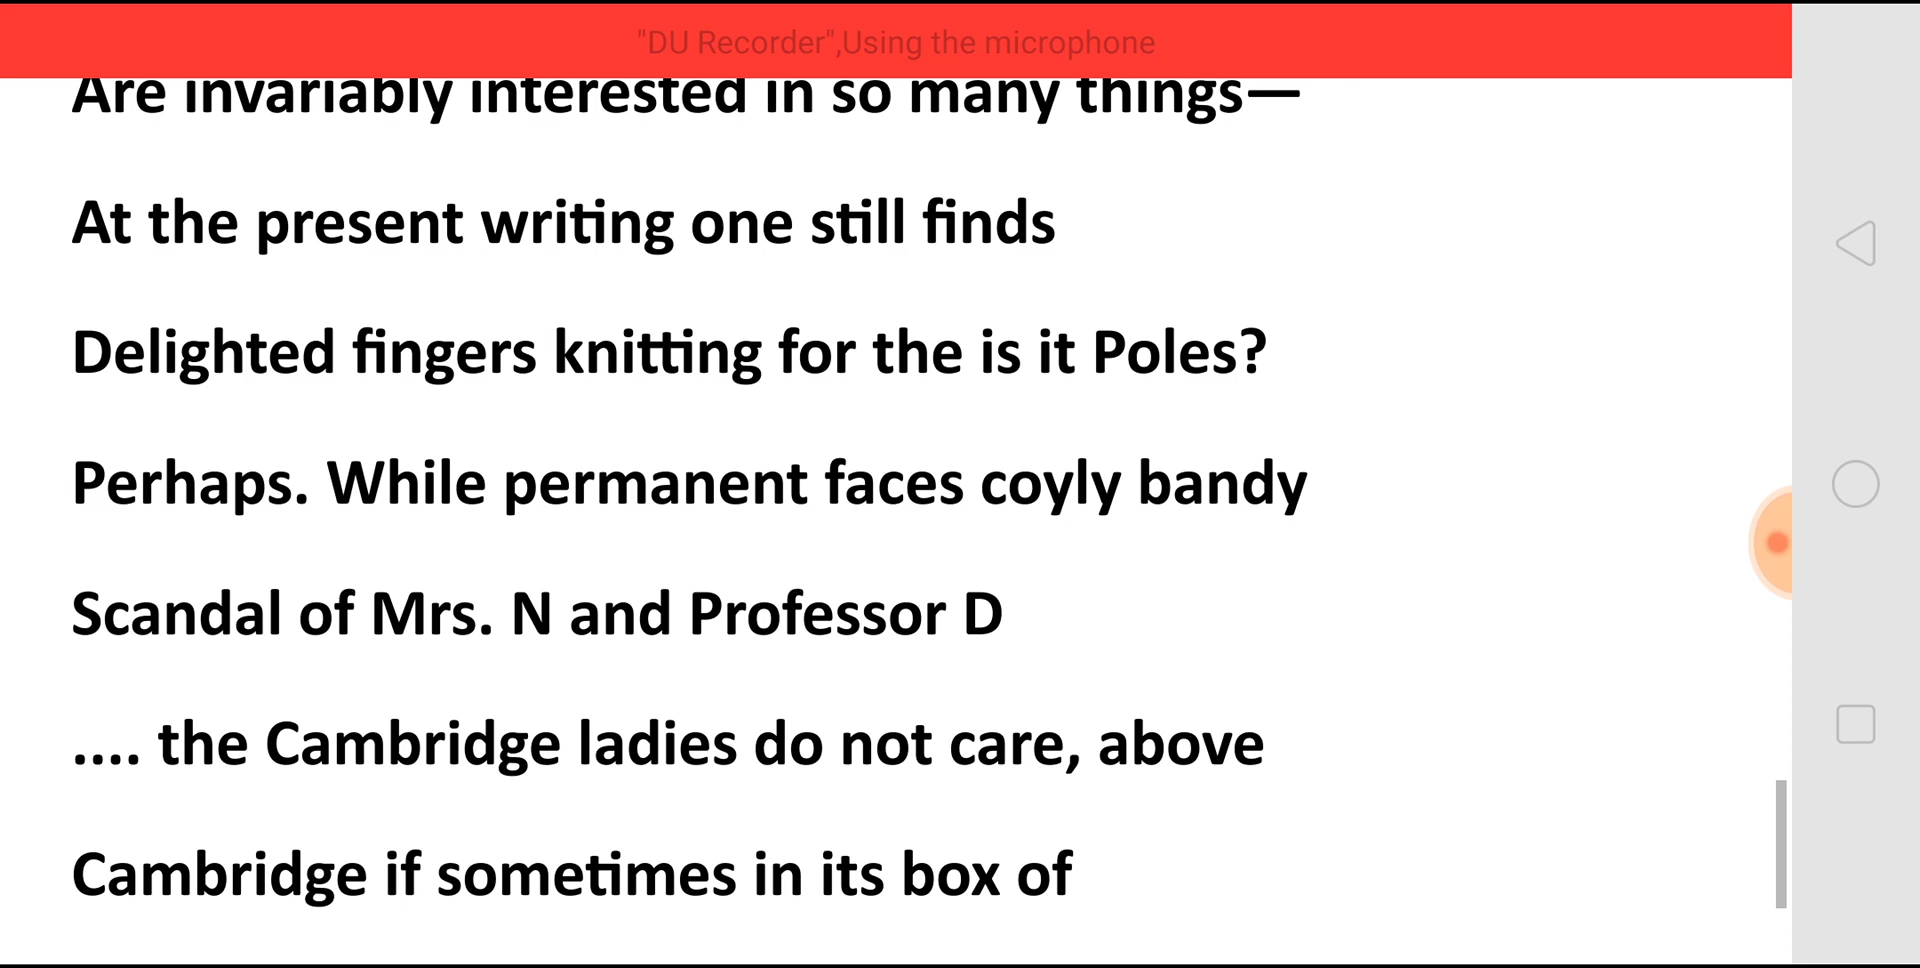 "DU Recorder",Using the microphone
Are invariably interested in so many things—
At the present writing one still finds
Delighted fingers knitting for the is it Poles?
Perhaps. While permanent faces coyly bandy
Scandal of Mrs. N and Professor D
.... the Cambridge ladies do not care, above
Cambridge if sometimes in its box of